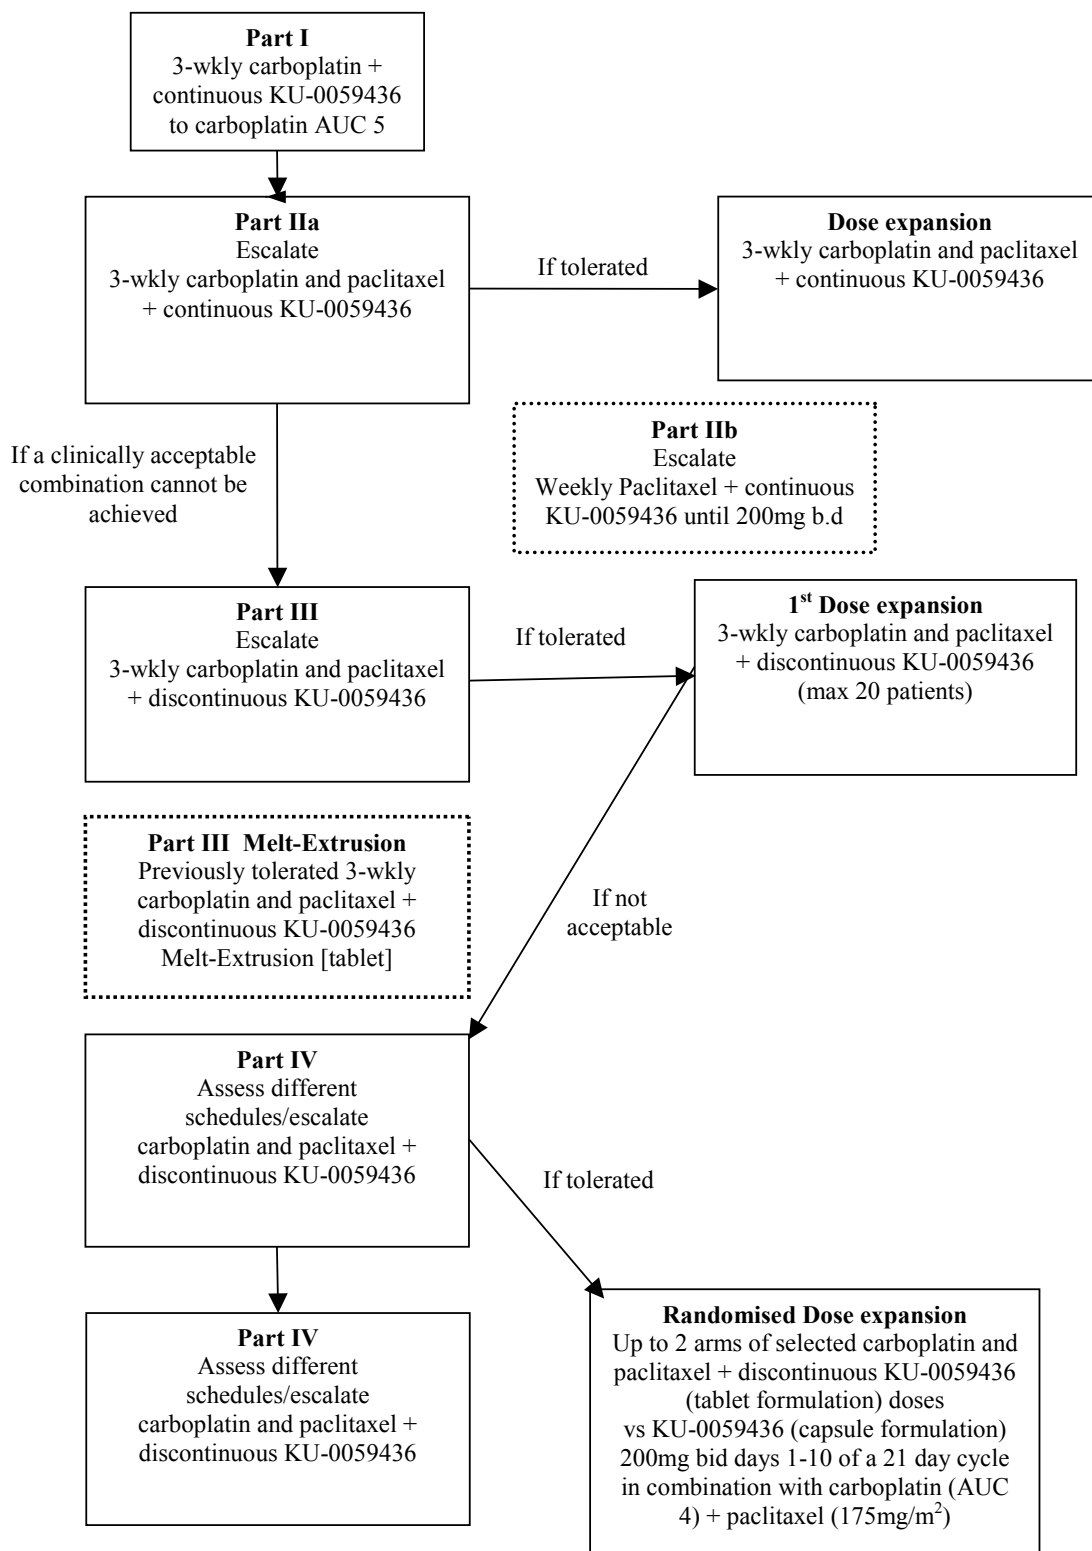 Part I
3-wkly carboplatin +
continuous KU-0059436
to carboplatin AUC 5
Part IIa
Escalate
3-wkly carboplatin and paclitaxel
+ continuous KU-0059436
If tolerated
Dose expansion
3-wkly carboplatin and paclitaxel
+ continuous KU-0059436
Part IIb
Escalate
Weekly Paclitaxel + continuous
KU-0059436 until 200mg b.d
If a clinically acceptable
combination cannot be
achieved
Part III
Escalate
3-wkly carboplatin and paclitaxel
+ discontinuous KU-0059436
If tolerated
1st Dose expansion
3-wkly carboplatin and paclitaxel
+ discontinuous KU-0059436
(max 20 patients)
Part III  Melt-Extrusion
Previously tolerated 3-wkly
carboplatin and paclitaxel +
discontinuous KU-0059436
Melt-Extrusion [tablet]
If not
acceptable
Part IV
Assess different
schedules/escalate
carboplatin and paclitaxel +
discontinuous KU-0059436
If tolerated
Part IV
Assess different
schedules/escalate
carboplatin and paclitaxel +
discontinuous KU-0059436
Randomised Dose expansion
Up to 2 arms of selected carboplatin and
paclitaxel + discontinuous KU-0059436
(tablet formulation) doses
vs KU-0059436 (capsule formulation)
200mg bid days 1-10 of a 21 day cycle
in combination with carboplatin (AUC
4) + paclitaxel (175mg/m2)